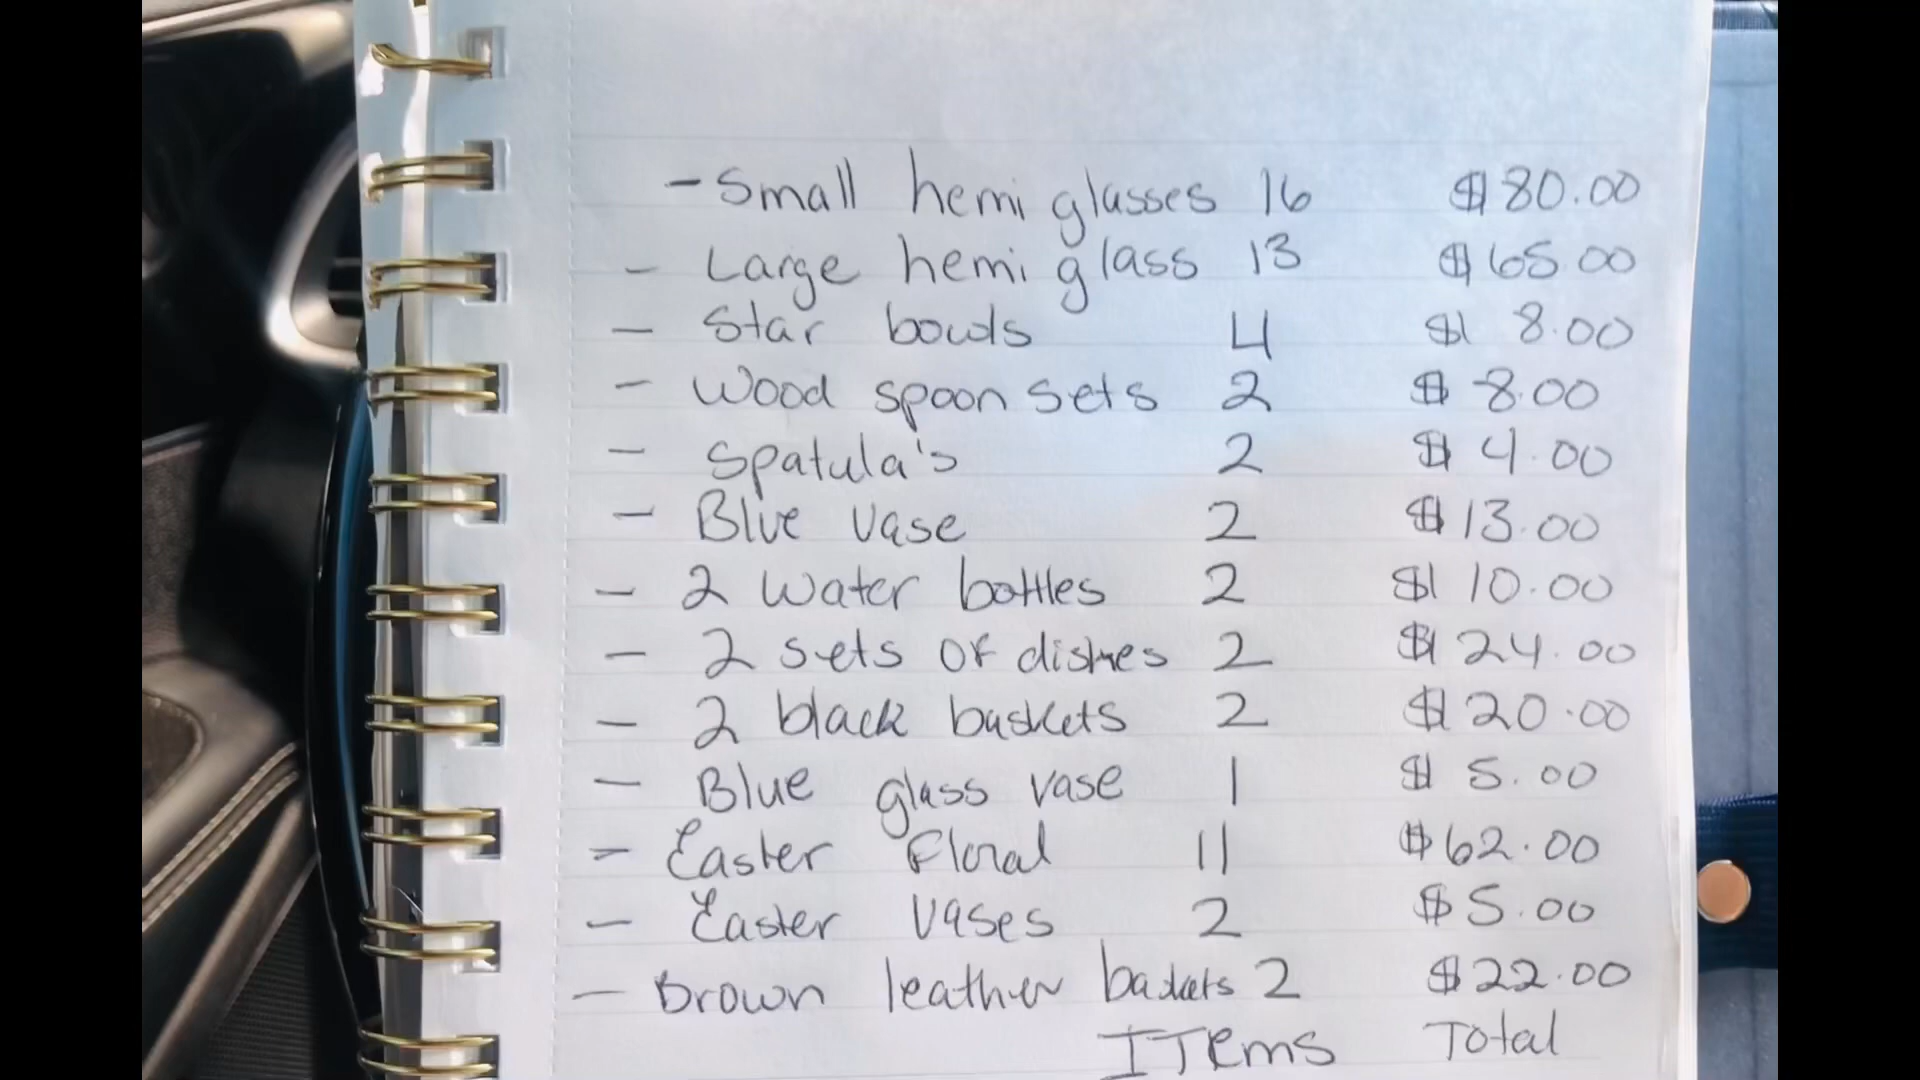 - Small hemi glasses 16 $80.00
- Large hemi glass 13 $65.00
- Star bowls 4 $ 8.00
- Wood spoon sets 2 $ 8.00
- Spatula's 2 $ 4.00
- Blue Vase 2 $13.00
- 2 Water bottles 2 $ 10.00
- 2 sets of dishes 2 $ 24.00
- 2 black baskets 2 $ 20.00
- Blue glass vase 1 $ 5.00
- Easter Floral 11 $62.00
- Easter Vases 2 $ 5.00
- Brown leather baskets 2 $22.00
ITEms Total